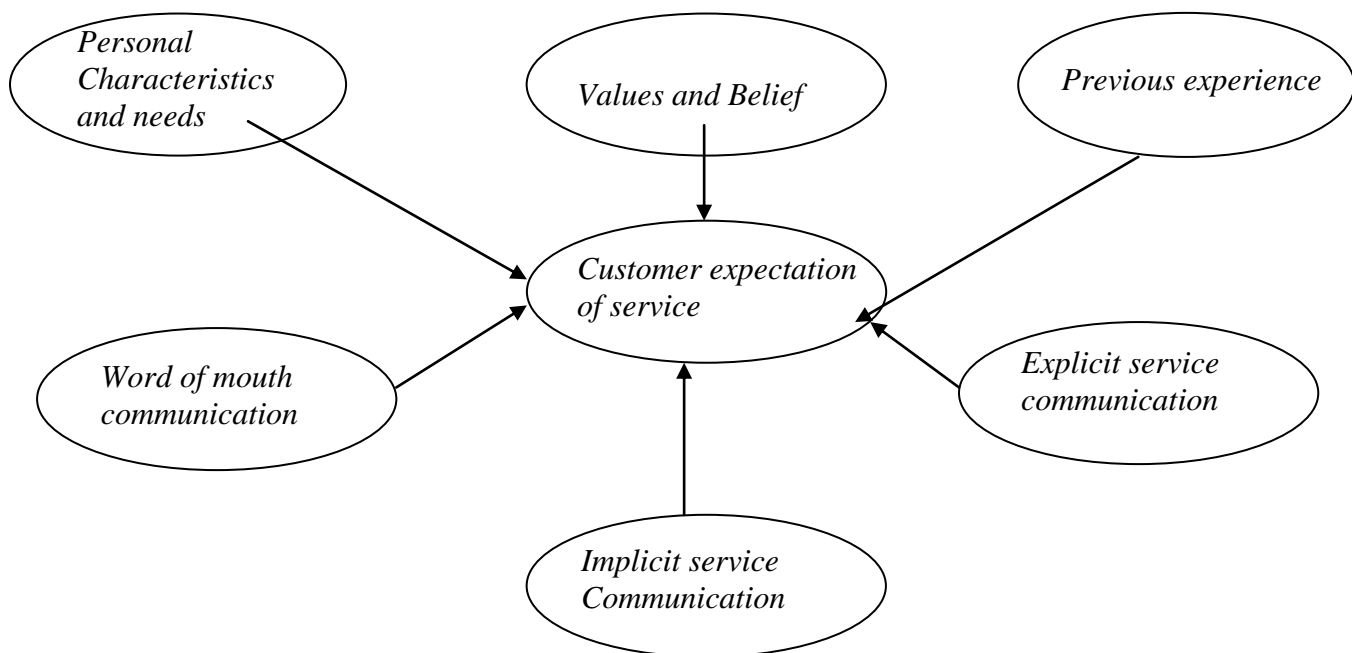 Personal
Characteristics
and needs
Values and Belief
Previous experience
Customer expectation
of service
Word of mouth
communication
Explicit service
communication
Implicit service
Communication